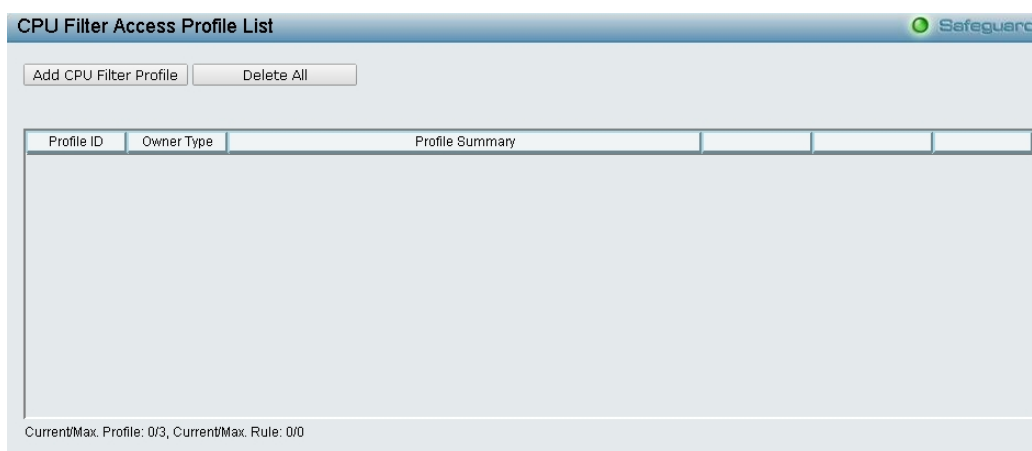 CPU Filter Access Profile List
Safeguard
Add CPU Filter Profile Delete All
Profile ID Owner Type Profile Summary
Current/Max. Profile: 0/3, Current/Max. Rule: 0/0